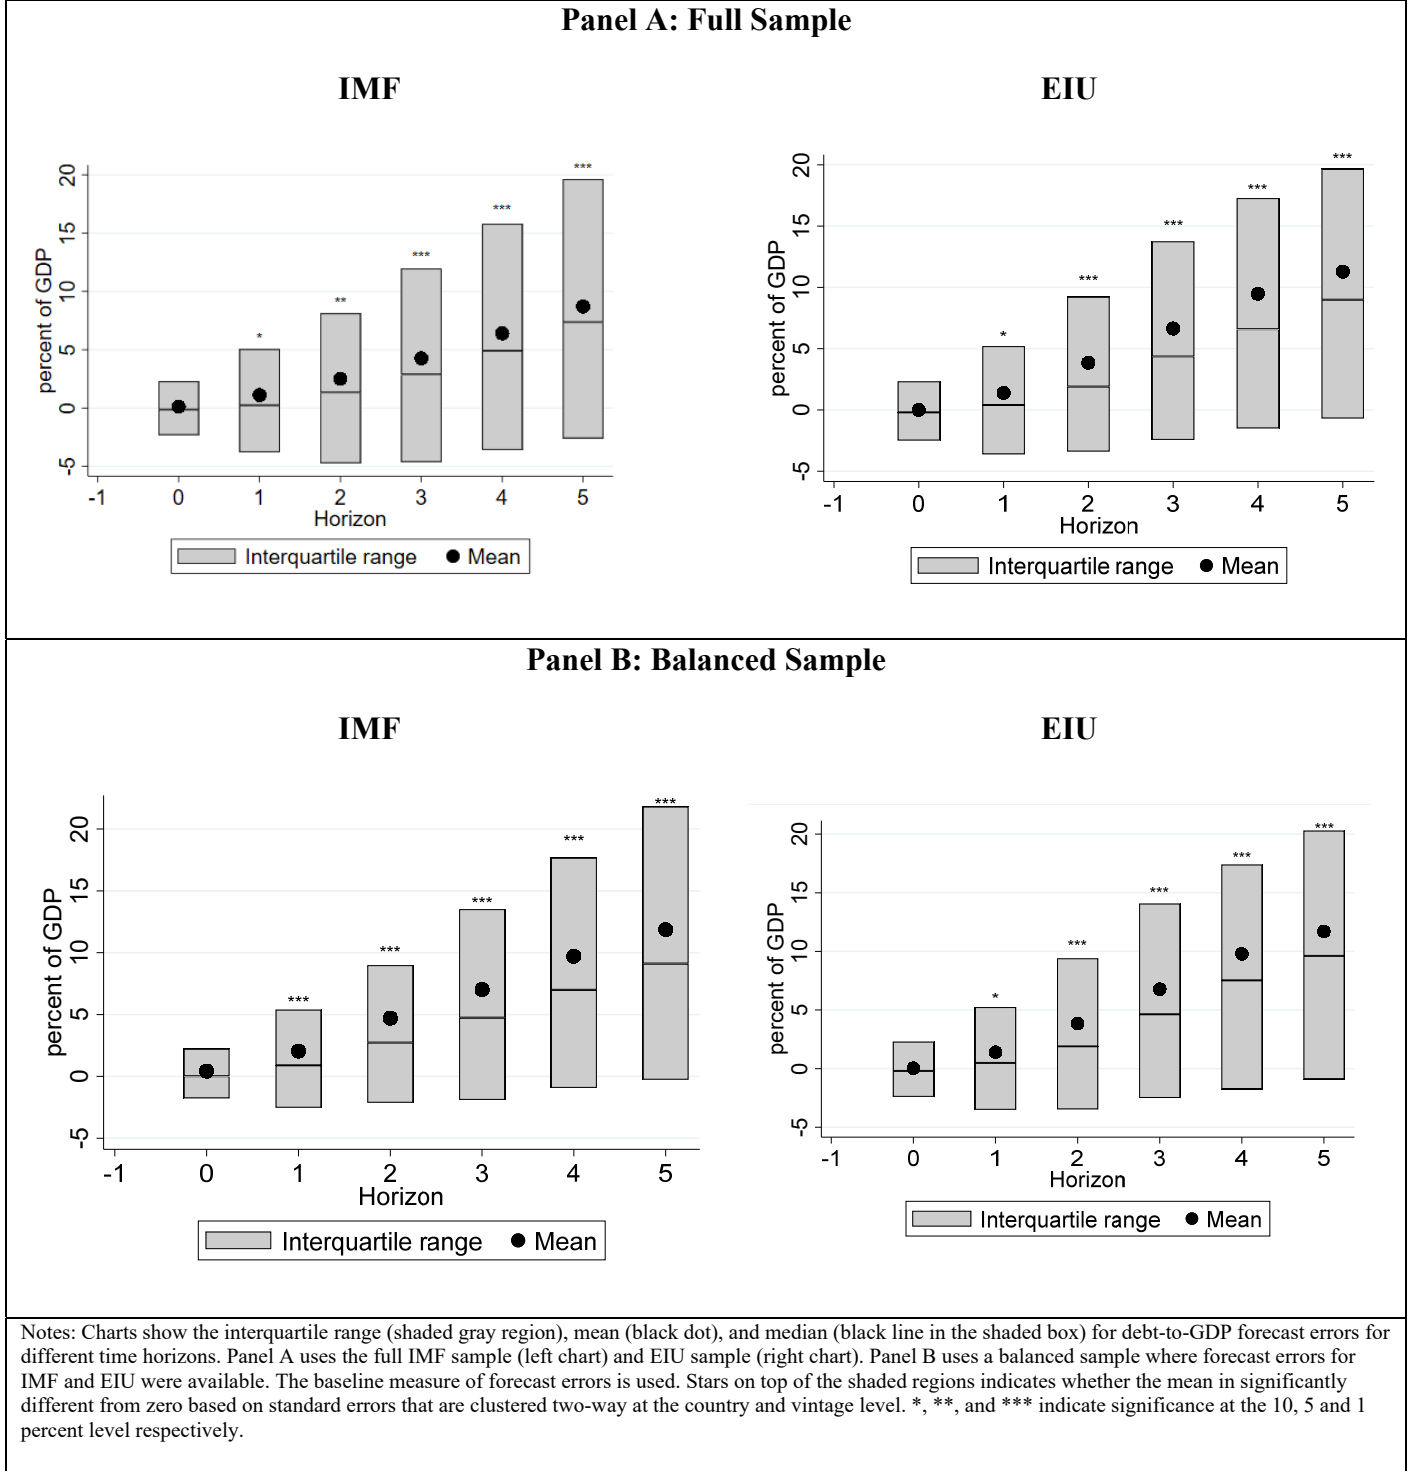 Panel A: Full Sample
IMF
EIU
percent of GDP
20
15
10
5
0
-5
*
**
***
***
***
-1 0 1 2 3 4 5
Horizon
Interquartile range Mean
percent of GDP
20
15
10
5
0
-5
*
***
***
***
***
-1 0 1 2 3 4 5
Horizon
Interquartile range Mean
Panel B: Balanced Sample
IMF
EIU
percent of GDP
20
15
10
5
0
-5
***
***
***
***
***
-1 0 1 2 3 4 5
Horizon
Interquartile range Mean
percent of GDP
20
15
10
5
0
-5
*
***
***
***
***
-1 0 1 2 3 4 5
Horizon
Interquartile range Mean
Notes: Charts show the interquartile range (shaded gray region), mean (black dot), and median (black line in the shaded box) for debt-to-GDP forecast errors for
different time horizons. Panel A uses the full IMF sample (left chart) and EIU sample (right chart). Panel B uses a balanced sample where forecast errors for
IMF and EIU were available. The baseline measure of forecast errors is used. Stars on top of the shaded regions indicates whether the mean in significantly
different from zero based on standard errors that are clustered two-way at the country and vintage level. *, **, and *** indicate significance at the 10, 5 and 1
percent level respectively.